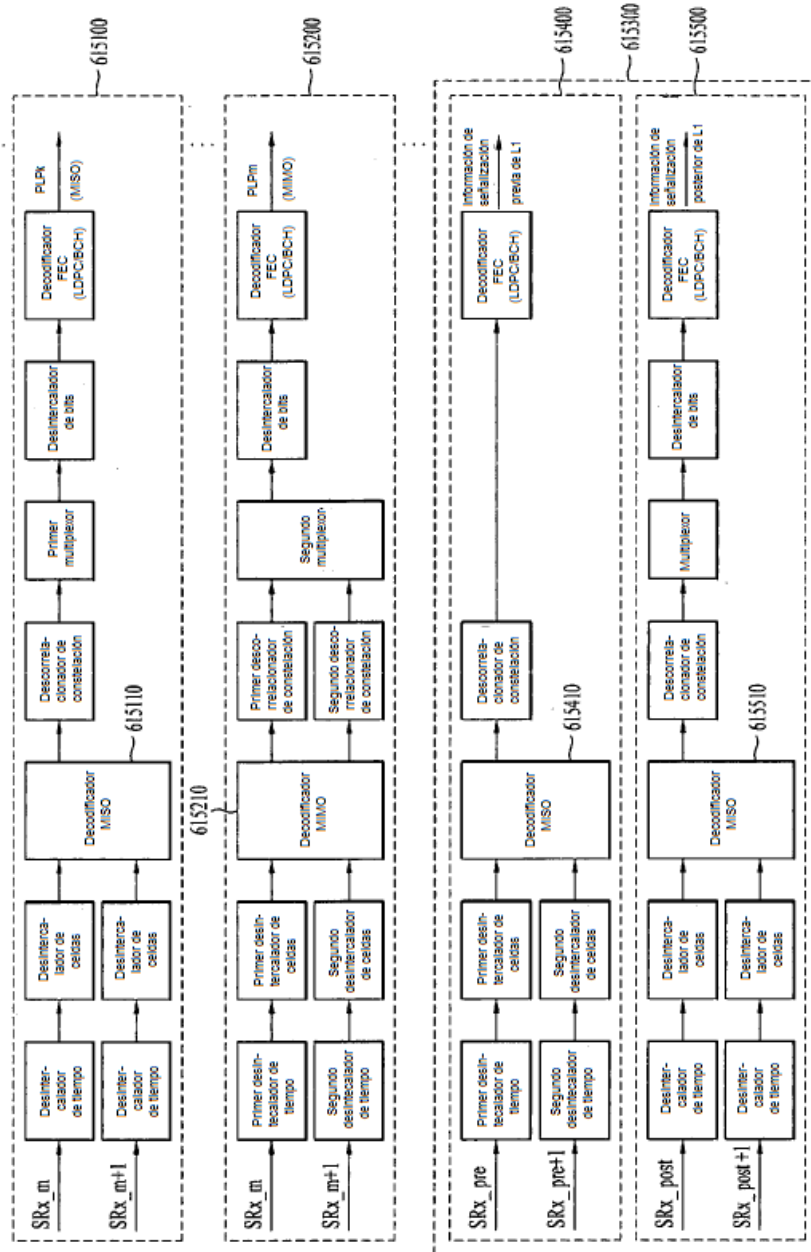 615100
SRx_m
SRx_m+1
Desinter-
calador
de tiempo
Desinter-
calador
de tiempo
Desinterca-
lador de
celdas
Desinterca-
lador de
celdas
Decodificador
MISO
615110
Descorrela-
cionador de
constelación
Primer
multiplexor
Desintercalador
de bits
Decodificador
FEC
(LDPC/BCH)
PLPk
(MISO)
615200
SRx_m
SRx_m+1
Primer desin-
tecalador de
tiempo
Segundo
desintecalador
de tiempo
Primer desin-
tercalador de
celdas
Segundo
desintercalador
de celdas
Decodificador
MIMO
615210
Primer desco-
rrelacionador
de constelación
Segundo desco-
rrelacionador
de constelación
Segundo
multiplexor
Desintercalador
de bits
Decodificador
FEC
(LDPC/BCH)
PLPm
(MIMO)
615400
615300
SRx_pre
SRx_pre+1
Primer desin-
tecalador de
tiempo
Segundo
desintecalador
de tiempo
Primer desin-
tercalador de
celdas
Segundo
desintercalador
de celdas
Decodificador
MISO
615410
Descorrela-
cionador de
constelación
Decodificador
FEC
(LDPC/BCH)
Información de
señalización
previa de L1
615500
SRx_post
SRx_post+1
Desinter-
calador
de tiempo
Desinter-
calador
de tiempo
Desinterca-
lador de
celdas
Desinterca-
lador de
celdas
Decodificador
MISO
615510
Descorrela-
cionador de
constelación
Multiplexor
Desintercalador
de bits
Decodificador
FEC
(LDPC/BCH)
Información de
señalización
posterior de L1